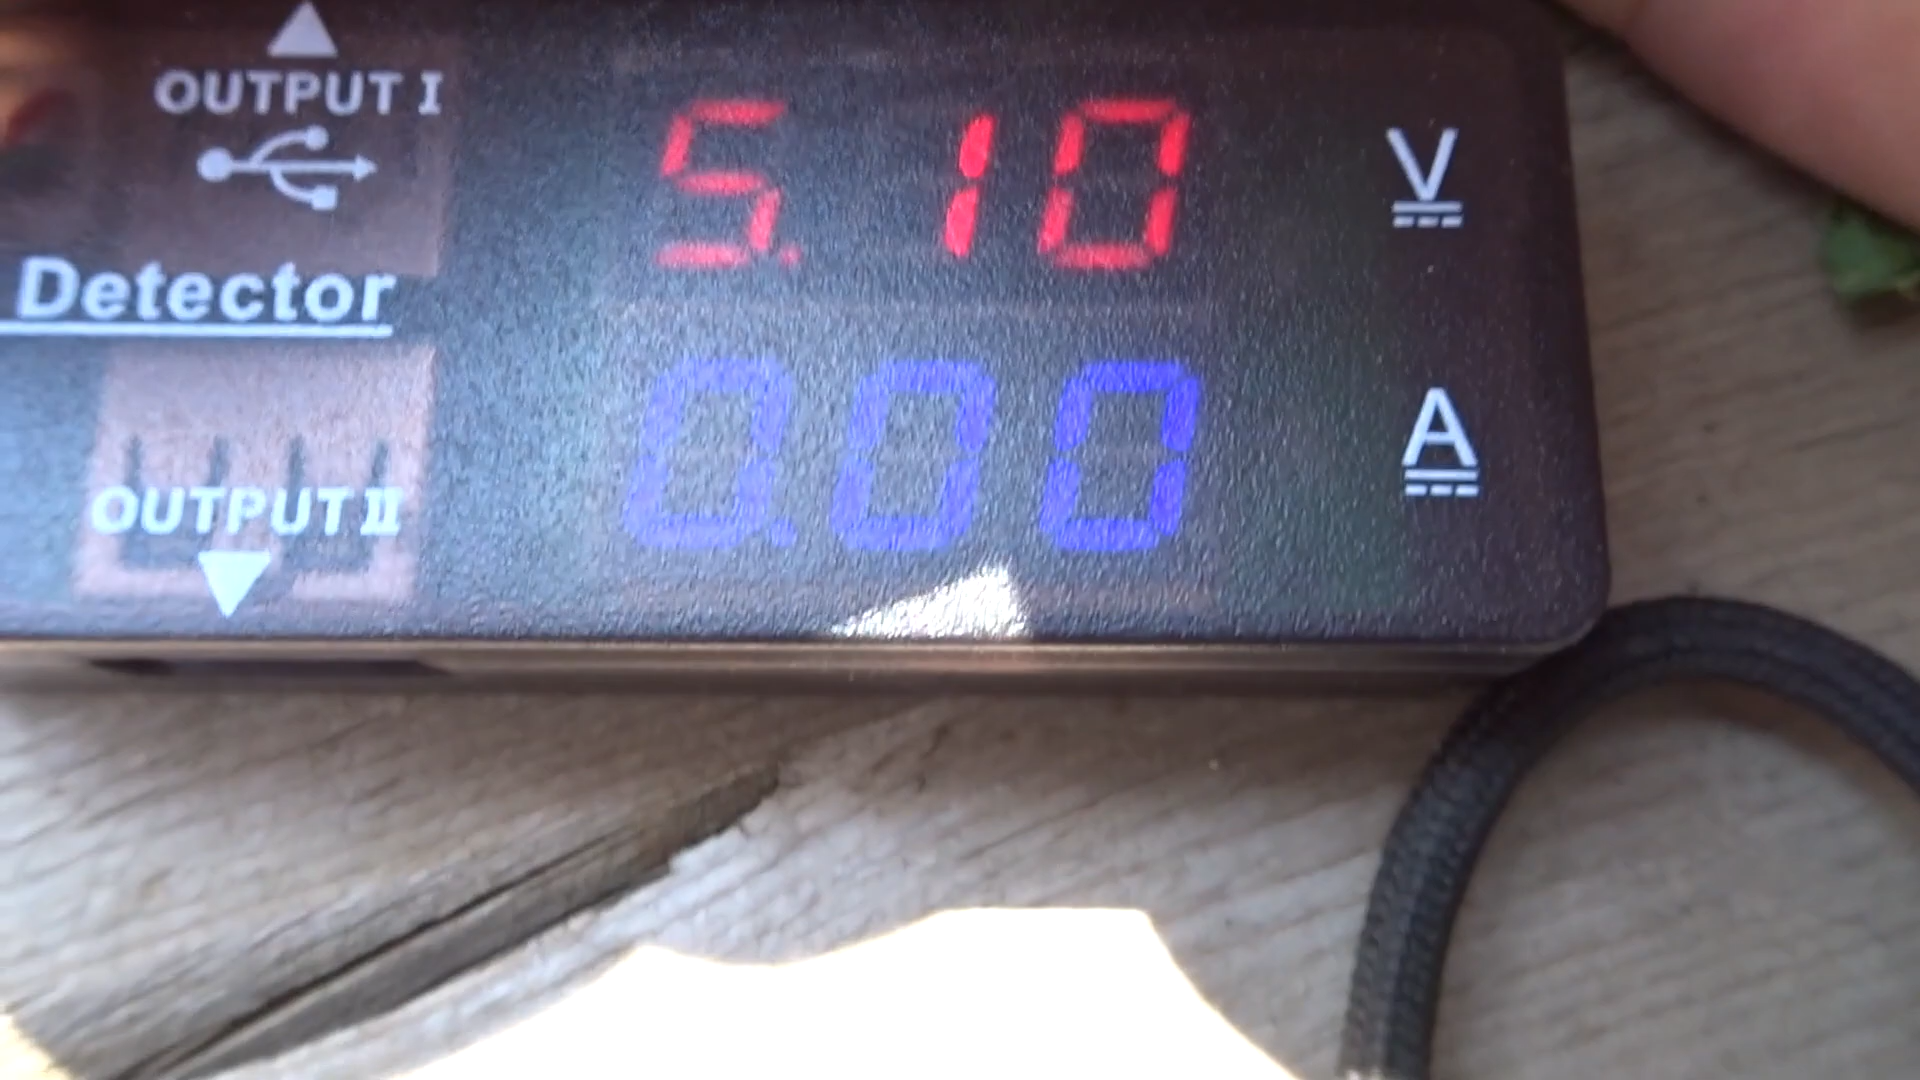 OUTPUT I
5.10 V
Detector
0.00 A
OUTPUT II